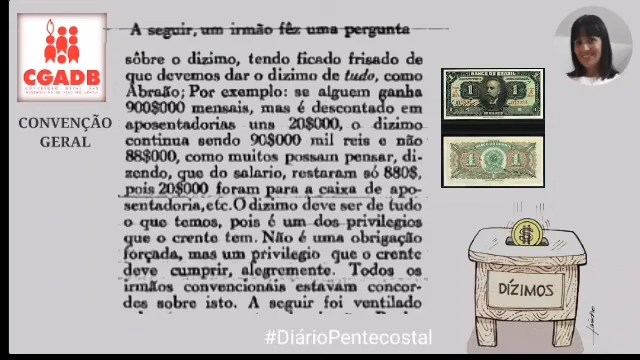 CGADB
CONVENÇÃO
GERAL
A seguir, um irmão fêz uma pergunta
sôbre o dizimo, tendo ficado frisado de
que devemos dar o dizimo de tudo, como
Abraão; Por exemplo: se alguem ganha
900$000 mensais, mas é descontado em
aposentadorias uns 20$000, o dizimo
continua sendo 90$000 mil reis e não
88$000, como muitos possam pensar, di-
zendo, que do salario, restaram só 880$,
pois 20$000 foram para a caixa de apo-
sentadoria, etc. O dizimo deve ser de tudo
o que temos, pois é um dos privilegios
que o crente tem. Não é uma obrigação
forçada, mas um privilegio que o crente
deve cumprir, alegremente. Todos os
irmãos convencionais estavam concor-
des sobre isto. A seguir foi ventilado
BANCO DO BRASIL
1
1
1
1
$
DÍZIMOS
#DiárioPentecostal